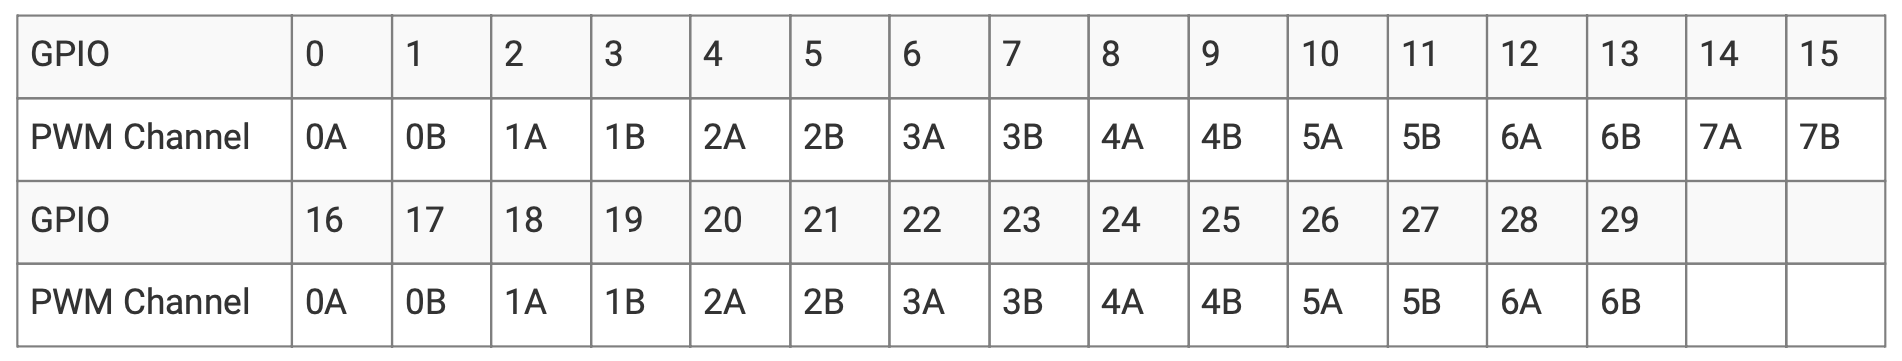 GPIO 0 1 2 3 4 5 6 7 8 9 10 11 12 13 14 15
PWM Channel 0A 0B 1A 1B 2A 2B 3A 3B 4A 4B 5A 5B 6A 6B 7A 7B
GPIO 16 17 18 19 20 21 22 23 24 25 26 27 28 29
PWM Channel 0A 0B 1A 1B 2A 2B 3A 3B 4A 4B 5A 5B 6A 6B